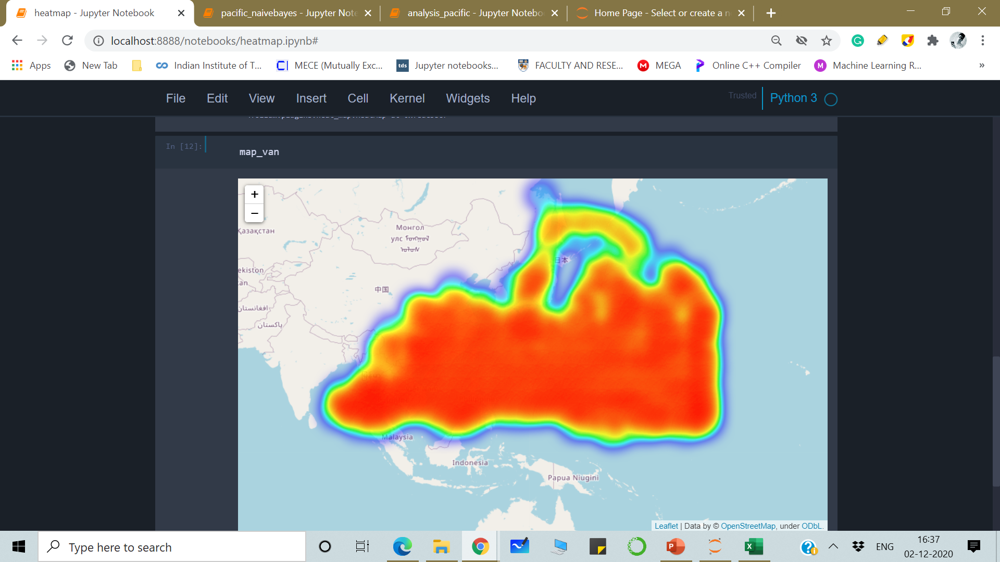 heatmap - Jupyter Notebook
pacific_naivebayes - Jupyter Note
analysis_pacific - Jupyter Notebo
Home Page - Select or create a n
localhost:8888/notebooks/heatmap.ipynb#
Apps
New Tab
Indian Institute of T...
MECE (Mutually Exc...
tds
Jupyter notebooks...
FACULTY AND RESE...
MEGA
Online C++ Compiler
Machine Learning R...
»
File
Edit
View
Insert
Cell
Kernel
Widgets
Help
Trusted
Python 3
In [12]:
map_van
+
−
Қазақстан
Монгол
улс
ekiston
an
中国
日本
افغانستان
پاکستان
Malaysia
Indonesia
Papua Niugini
Leaflet | Data by © OpenStreetMap, under ODbL.
Type here to search
ENG
16:37
02-12-2020